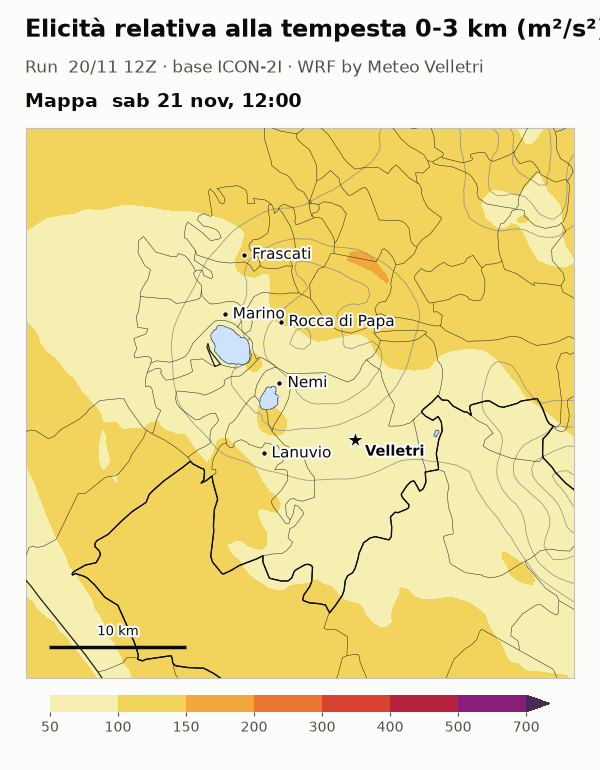 Elicità relativa alla tempesta 0-3 km (m²/s²)
Run  20/11 12Z · base ICON-2I · WRF by Meteo Velletri
Mappa  sab 21 nov, 12:00
Frascati
Marino
Rocca di Papa
Nemi
Velletri
Lanuvio
10 km
50 100 150 200 300 400 500 700